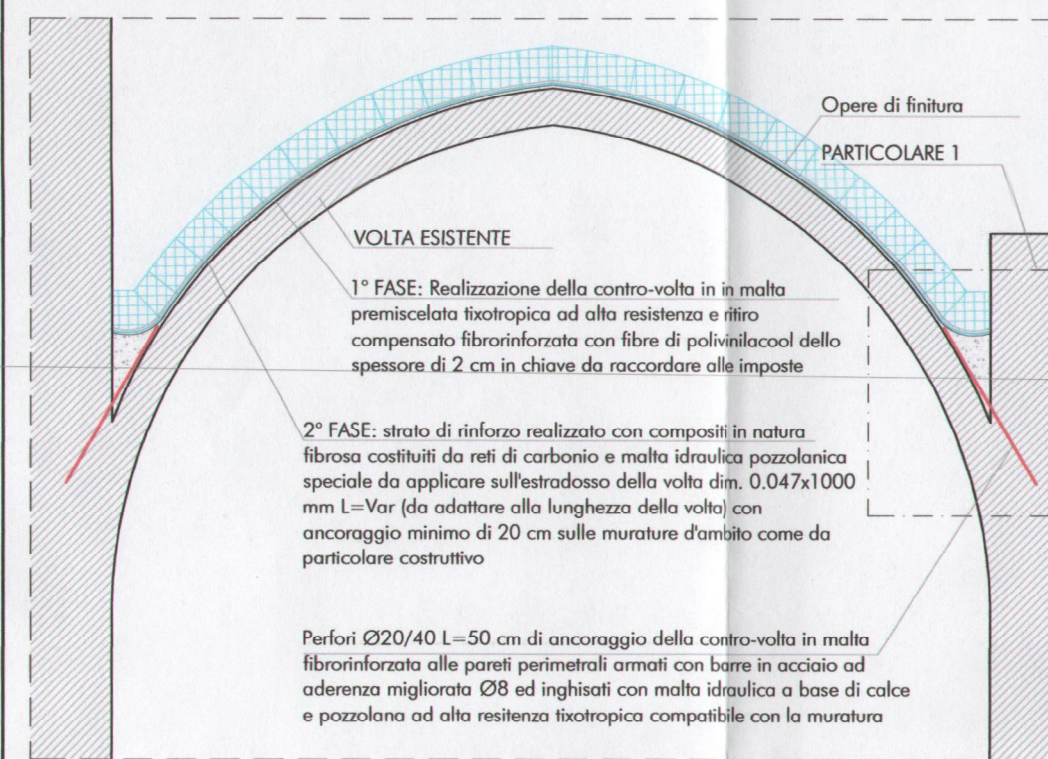 Opere di finitura
PARTICOLARE 1
VOLTA ESISTENTE
1° FASE: Realizzazione della contro-volta in in malta
premiscelata tixotropica ad alta resistenza e ritiro
compensato fibrorinforzata con fibre di polivinilacool dello
spessore di 2 cm in chiave da raccordare alle imposte
2° FASE: strato di rinforzo realizzato con compositi in natura
fibrosa costituiti da reti di carbonio e malta idraulica pozzolanica
speciale da applicare sull'estradosso della volta dim. 0.047x1000
mm L=Var (da adattare alla lunghezza della volta) con
ancoraggio minimo di 20 cm sulle murature d'ambito come da
particolare costruttivo
Perfori Ø20/40 L=50 cm di ancoraggio della contro-volta in malta
fibrorinforzata alle pareti perimetrali armati con barre in acciaio ad
aderenza migliorata Ø8 ed inghisati con malta idraulica a base di calce
e pozzolana ad alta resitenza tixotropica compatibile con la muratura